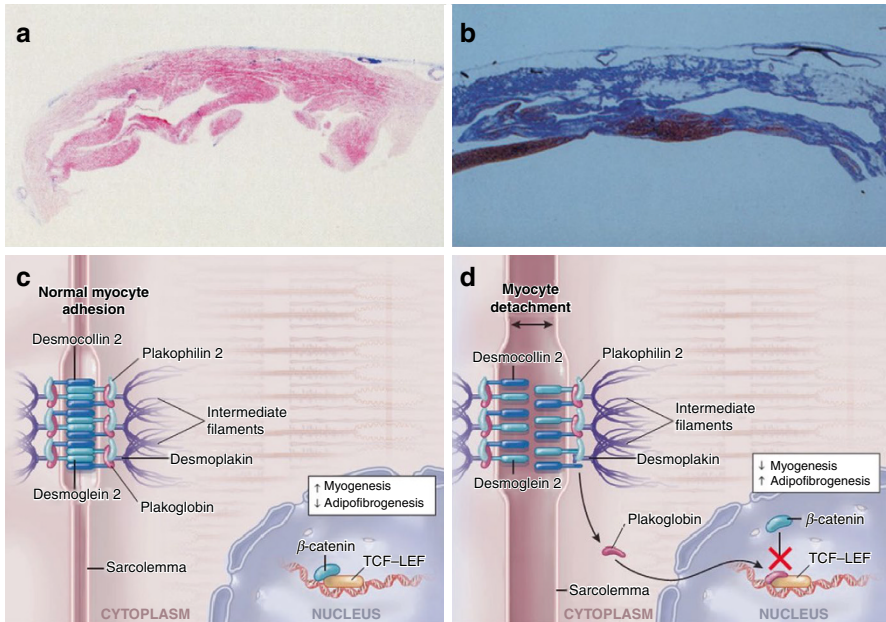 a
b
c
Normal myocyte
adhesion
Desmocollin 2
Plakophilin 2
Intermediate
filaments
Desmoplakin
Desmoglein 2
Plakoglobin
↑ Myogenesis
↓ Adipofibrogenesis
β-catenin
TCF–LEF
Sarcolemma
CYTOPLASM
NUCLEUS
d
Myocyte
detachment
Desmocollin 2
Plakophilin 2
Intermediate
filaments
Desmoplakin
Desmoglein 2
↓ Myogenesis
↑ Adipofibrogenesis
Plakoglobin
β-catenin
TCF–LEF
Sarcolemma
CYTOPLASM
NUCLEUS